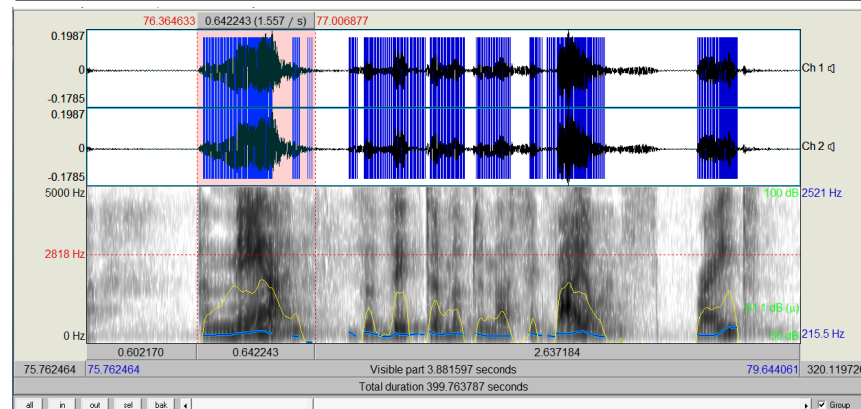 76.364633 0.642243 (1.557 / s) 77.006877
0.1987
0
-0.1785
Ch 1
0.1987
0
-0.1785
Ch 2
5000 Hz 100 dB 2521 Hz
2818 Hz
61.1 dB (µ)
0 Hz 50 dB 215.5 Hz
0.602170 0.642243 2.637184
75.762464 75.762464 Visible part 3.881597 seconds 79.644061 320.119726
Total duration 399.763787 seconds
all in out sel bak Group